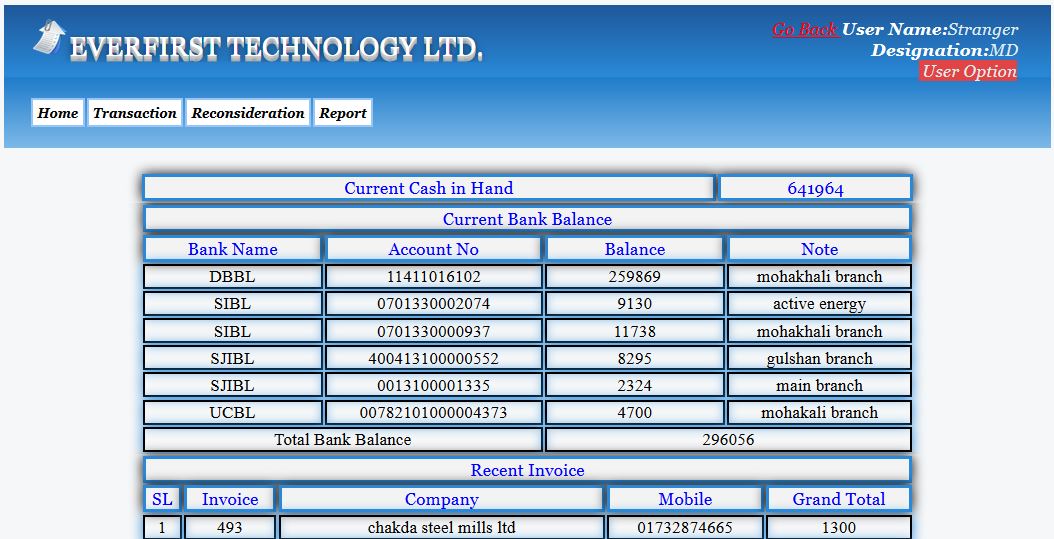 EVERFIRST TECHNOLOGY LTD.
Go Back User Name:Stranger
Designation:MD
User Option
Home Transaction Reconsideration Report
Current Cash in Hand 641964
Current Bank Balance
Bank Name Account No Balance Note
DBBL 11411016102 259869 mohakhali branch
SIBL 0701330002074 9130 active energy
SIBL 0701330000937 11738 mohakhali branch
SJIBL 400413100000552 8295 gulshan branch
SJIBL 0013100001335 2324 main branch
UCBL 00782101000004373 4700 mohakali branch
Total Bank Balance 296056
Recent Invoice
SL Invoice Company Mobile Grand Total
1 493 chakda steel mills ltd 01732874665 1300